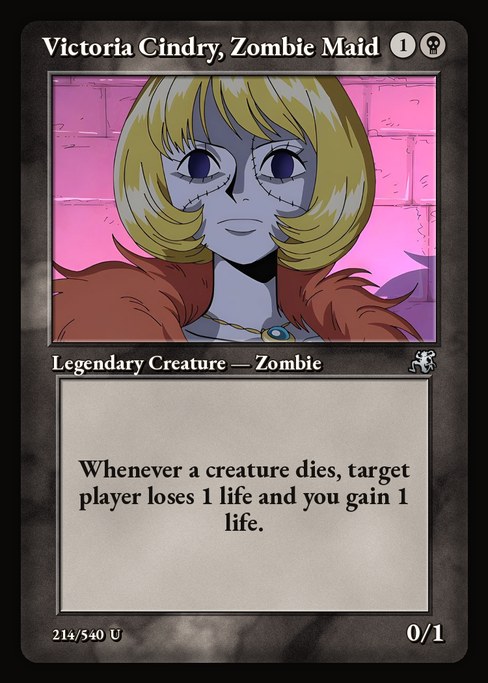 Victoria Cindry, Zombie Maid 1
Legendary Creature — Zombie
Whenever a creature dies, target
player loses 1 life and you gain 1
life.
214/540 U 0/1